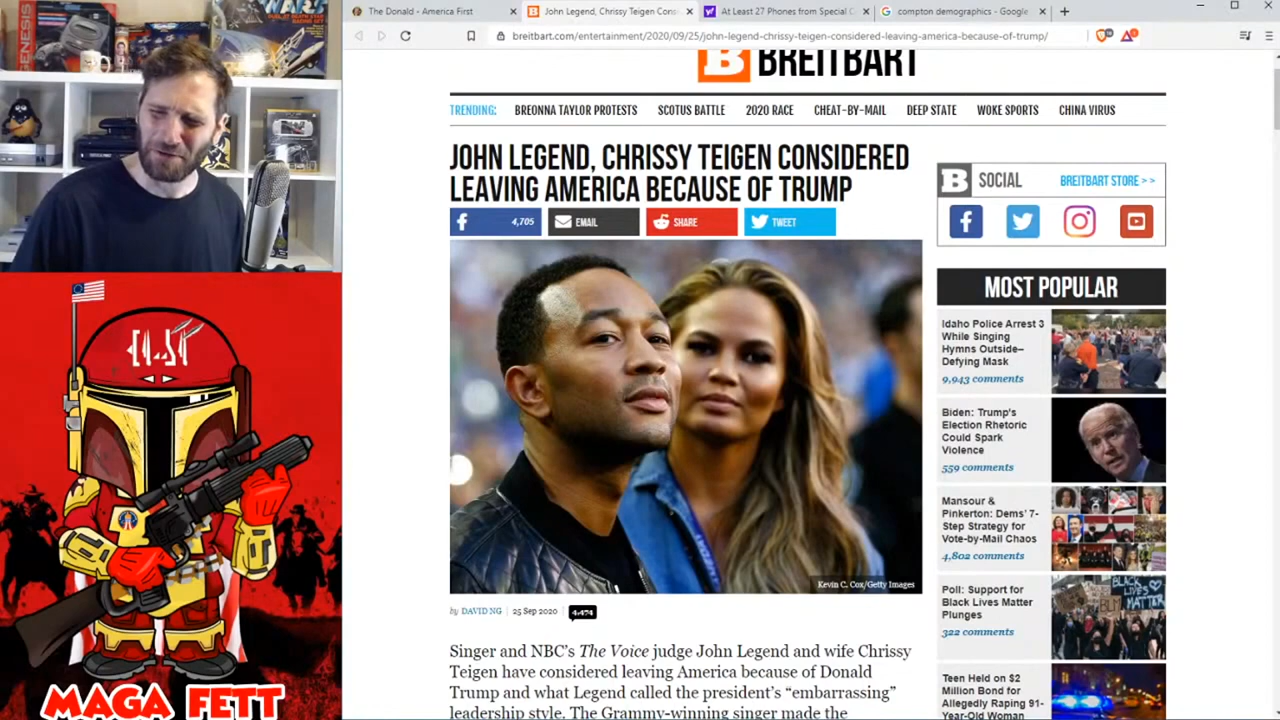 The Donald - America First
John Legend, Chrissy Teigen Cons
At Least 27 Phones from Special C
compton demographics - Google
breitbart.com/entertainment/2020/09/25/john-legend-chrissy-teigen-considered-leaving-america-because-of-trump/
B BREITBART
TRENDING: BREONNA TAYLOR PROTESTS SCOTUS BATTLE 2020 RACE CHEAT-BY-MAIL DEEP STATE WOKE SPORTS CHINA VIRUS
JOHN LEGEND, CHRISSY TEIGEN CONSIDERED
LEAVING AMERICA BECAUSE OF TRUMP
4,705 EMAIL SHARE TWEET
Kevin C. Cox/Getty Images
by DAVID NG 25 Sep 2020 4,474
Singer and NBC's The Voice judge John Legend and wife Chrissy
Teigen have considered leaving America because of Donald
Trump and what Legend called the president's “embarrassing”
leadership style. The Grammy-winning singer made the
B SOCIAL BREITBART STORE > >
MOST POPULAR
Idaho Police Arrest 3
While Singing
Hymns Outside–
Defying Mask
9,943 comments
Biden: Trump's
Election Rhetoric
Could Spark
Violence
559 comments
Mansour &
Pinkerton: Dems' 7-
Step Strategy for
Vote-by-Mail Chaos
4,802 comments
Poll: Support for
Black Lives Matter
Plunges
322 comments
BLACK
LIVES
MATTER
Teen Held on $2
Million Bond for
Allegedly Raping 91-
Year-Old Woman
GENESIS
MAGA FETT